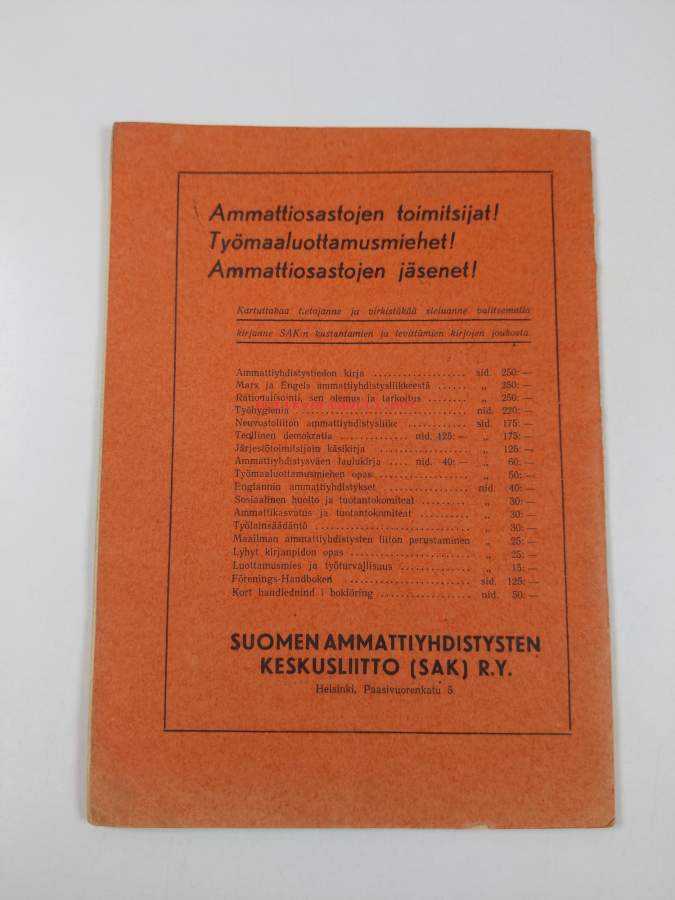 Ammattiosastojen toimitsijat!
Työmaaluottamusmiehet!
Ammattiosastojen jäsenet!
Kartuttakaa tietojanne ja virkistäkää sieluanne valitsemalla
kirjanne SAK:n kustantamien ja levittämien kirjojen joukosta.
Ammattiyhdistystiedon kirja .................. sid. 250:—
Marx ja Engels ammattiyhdistysliikkeestä ...... „ 250:—
Rationalisointi, sen olemus ja tarkoitus ........ „ 250:—
Työhygienia ................................ nid. 220:—
Neuvostoliiton ammattiyhdistysliike ............ sid. 175:—
Teollinen demokratia ............. nid. 125:— „ 175:—
Järjestötoimitsijain käsikirja .................. „ 125:—
Ammattiyhdistysväen laulukirja .... nid. 40:— „ 60:—
Työmaaluottamusmiehen opas .................. „ 50:—
Englannin ammattiyhdistykset ................ nid. 40:—
Sosiaalinen huolto ja tuotantokomiteat .......... „ 30:—
Ammattikasvatus ja tuotantokomiteat .......... „ 30:—
Työlainsäädäntö ............................ „ 30:—
Maailman ammattiyhdistysten liiton perustaminen „ 25:—
Lyhyt kirjanpidon opas ...................... „ 25:—
Luottamusmies ja työturvallisuus .............. „ 15:—
Förenings-Handboken ........................ sid. 125:—
Kort handlednind i bokföring ................ nid. 50:—
SUOMEN AMMATTIYHDISTYSTEN
KESKUSLIITTO (SAK) R.Y.
Helsinki, Paasivuorenkatu 5.